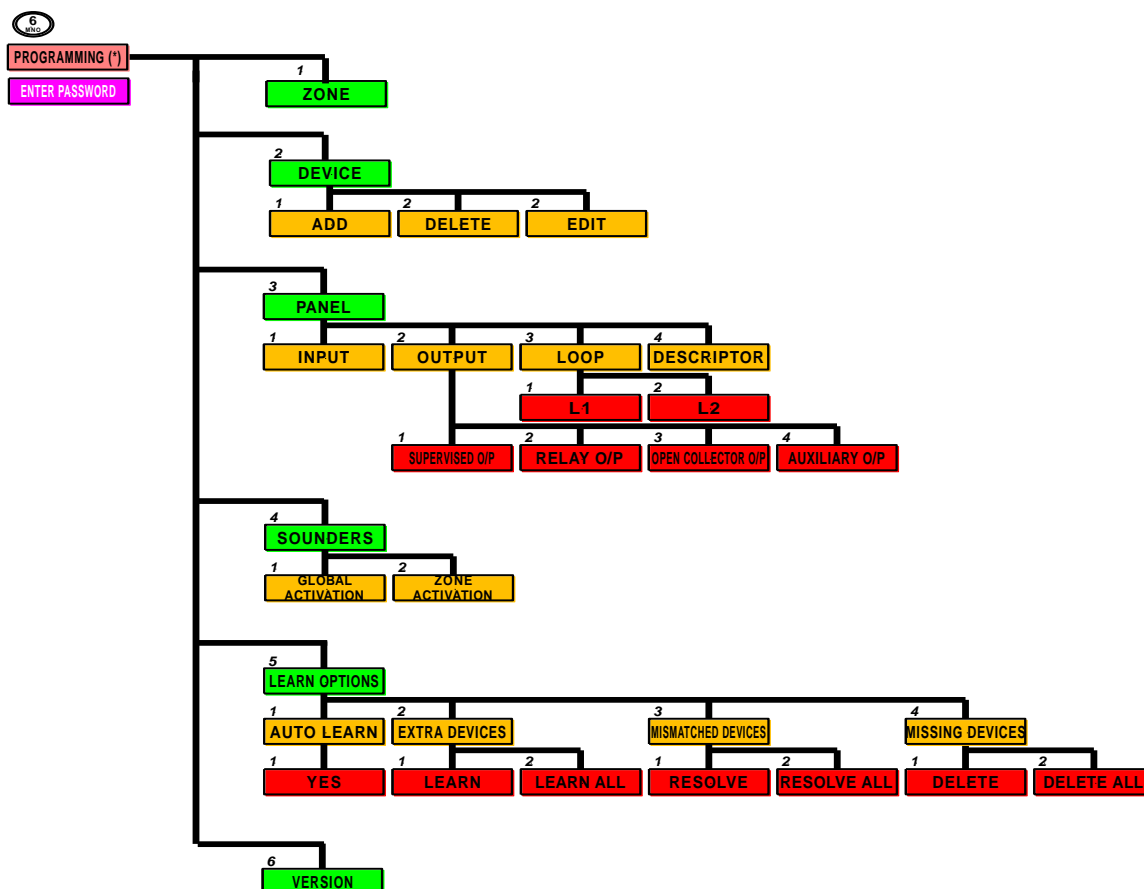 6
MNO
PROGRAMMING (*)
ENTER PASSWORD
1
ZONE
2
DEVICE
1 2 2
ADD DELETE EDIT
3
PANEL
1 2 3 4
INPUT OUTPUT LOOP DESCRIPTOR
1 2
L1 L2
1 2 3 4
SUPERVISED O/P RELAY O/P OPEN COLLECTOR O/P AUXILIARY O/P
4
SOUNDERS
1 2
GLOBAL ACTIVATION ZONE ACTIVATION
5
LEARN OPTIONS
1 2 3 4
AUTO LEARN EXTRA DEVICES MISMATCHED DEVICES MISSING DEVICES
1 1 2 1 2 1 2
YES LEARN LEARN ALL RESOLVE RESOLVE ALL DELETE DELETE ALL
6
VERSION